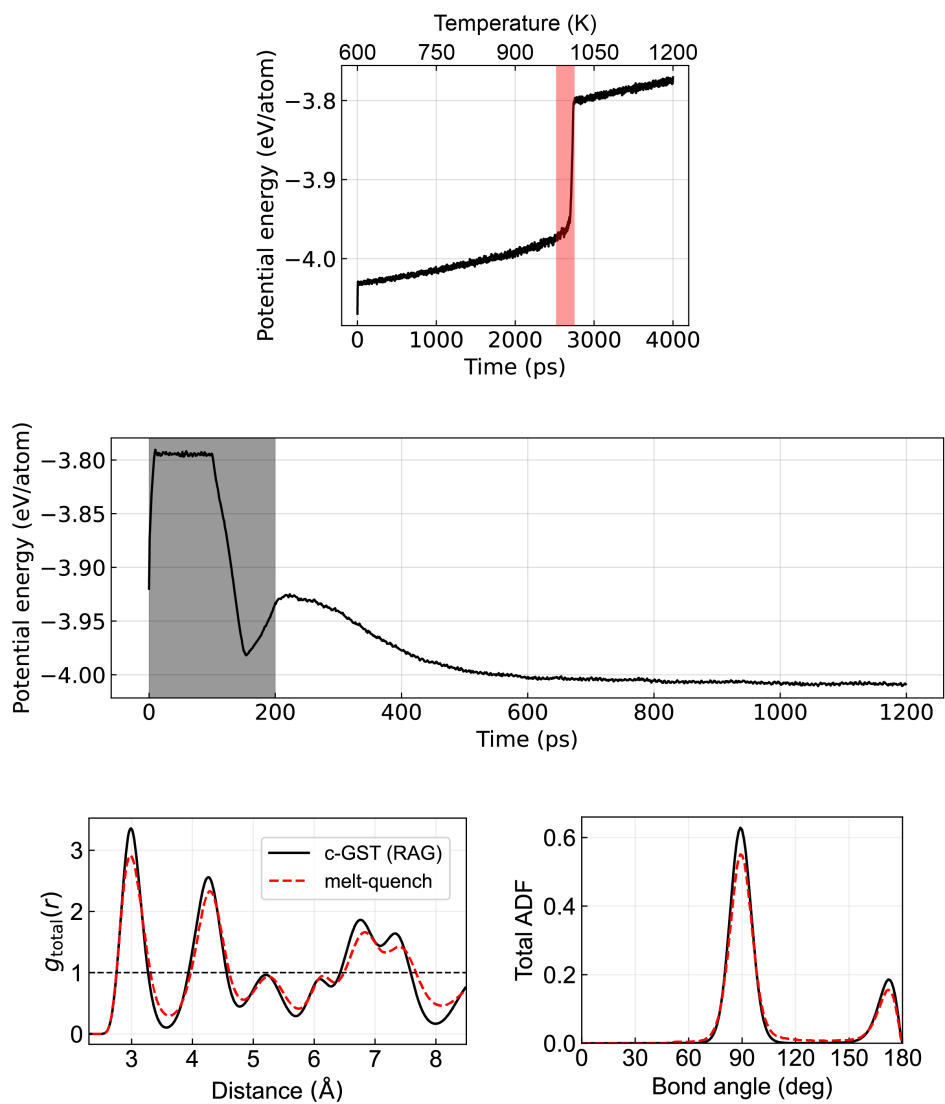 Temperature (K)
600 750 900 1050 1200
Potential energy (eV/atom)
−3.8
−3.9
−4.0
0 1000 2000 3000 4000
Time (ps)
Potential energy (eV/atom)
−3.80
−3.85
−3.90
−3.95
−4.00
0 200 400 600 800 1000 1200
Time (ps)
g_total(r)
3
2
1
0
c-GST (RAG)
melt-quench
3 4 5 6 7 8
Distance (Å)
Total ADF
0.6
0.4
0.2
0.0
0 30 60 90 120 150 180
Bond angle (deg)